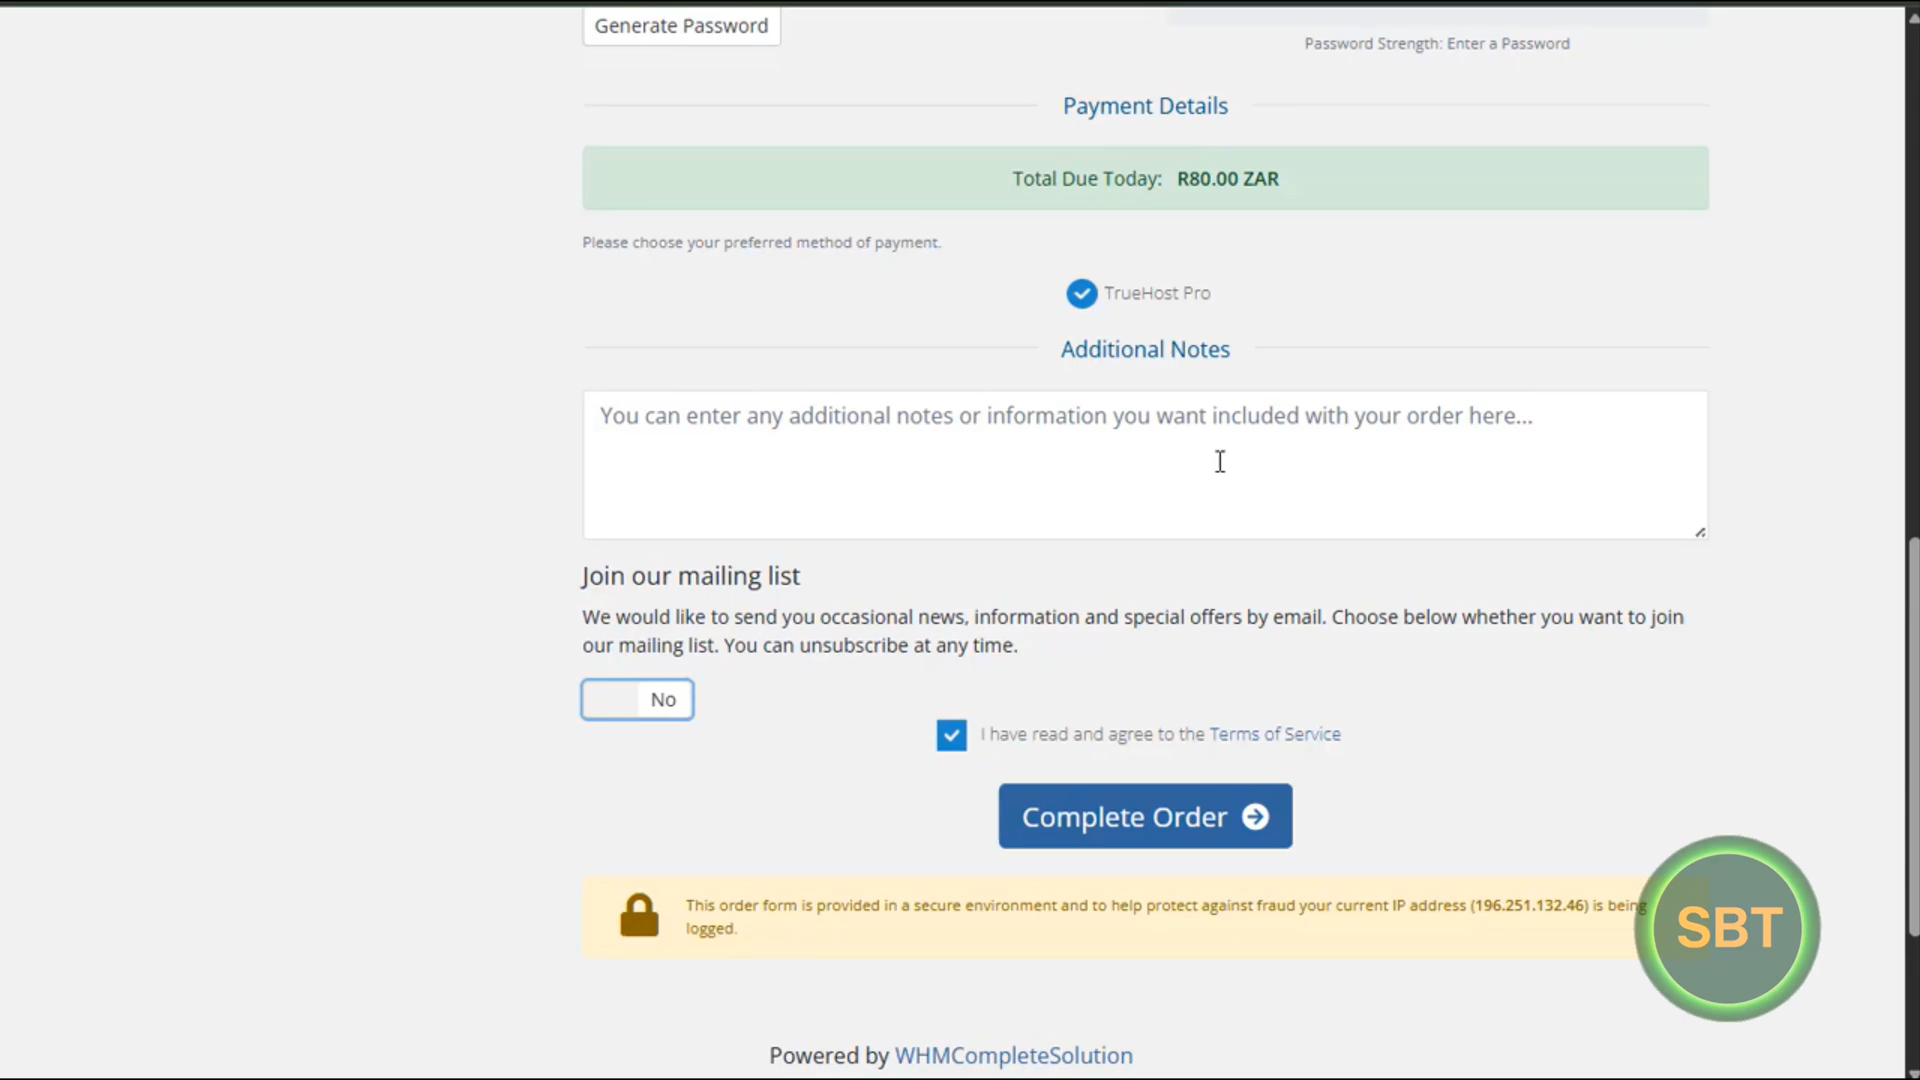 Generate Password
Password Strength: Enter a Password
Payment Details
Total Due Today: R80.00 ZAR
Please choose your preferred method of payment.
TrueHost Pro
Additional Notes
You can enter any additional notes or information you want included with your order here...
Join our mailing list
We would like to send you occasional news, information and special offers by email. Choose below whether you want to join
our mailing list. You can unsubscribe at any time.
No
I have read and agree to the Terms of Service
Complete Order
This order form is provided in a secure environment and to help protect against fraud your current IP address (196.251.132.46) is being
logged.
SBT
Powered by WHMCompleteSolution